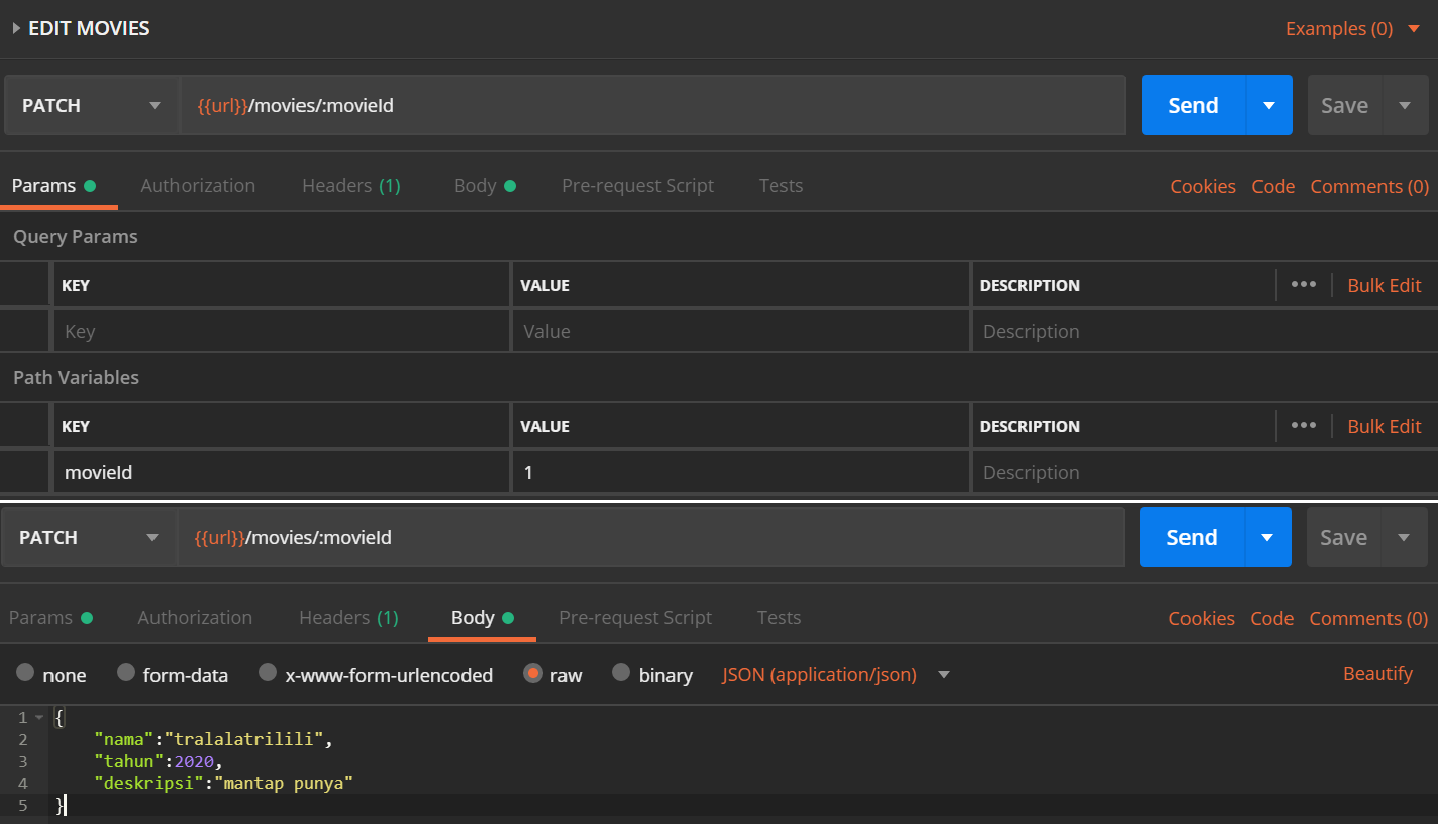 EDIT MOVIES Examples (0)
PATCH {{url}}/movies/:movieId Send Save
Params Authorization Headers (1) Body Pre-request Script Tests Cookies Code Comments (0)
Query Params
KEY VALUE DESCRIPTION ••• Bulk Edit
Key Value Description
Path Variables
KEY VALUE DESCRIPTION ••• Bulk Edit
movieId 1 Description
PATCH {{url}}/movies/:movieId Send Save
Params Authorization Headers (1) Body Pre-request Script Tests Cookies Code Comments (0)
none form-data x-www-form-urlencoded raw binary JSON (application/json) Beautify
1 {
2 "nama":"tralalatrilili",
3 "tahun":2020,
4 "deskripsi":"mantap punya"
5 }